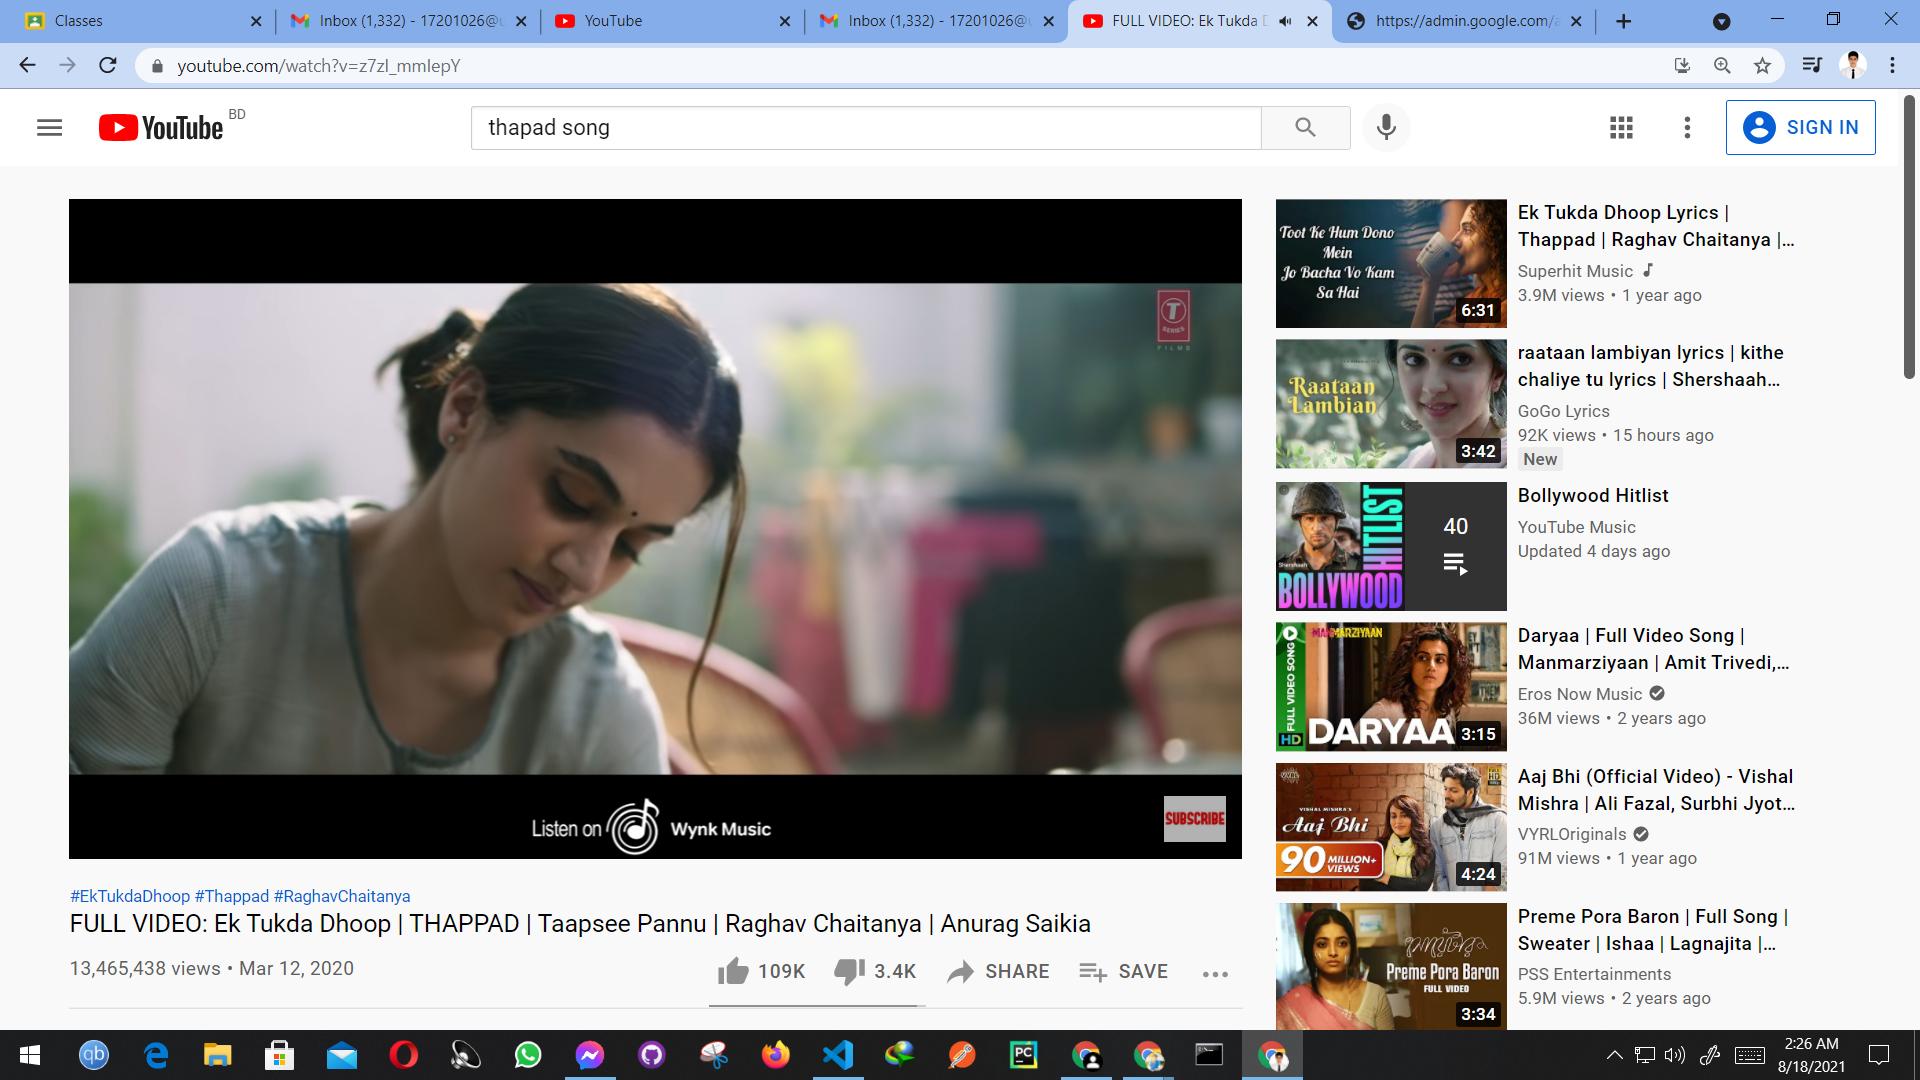 Classes
Inbox (1,332) - 17201026@
YouTube
Inbox (1,332) - 17201026@
FULL VIDEO: Ek Tukda
https://admin.google.com/
youtube.com/watch?v=z7zI_mmIepY
YouTube BD
thapad song
SIGN IN
T
SERIES
FILMS
Listen on Wynk Music
SUBSCRIBE
#EkTukdaDhoop #Thappad #RaghavChaitanya
FULL VIDEO: Ek Tukda Dhoop | THAPPAD | Taapsee Pannu | Raghav Chaitanya | Anurag Saikia
13,465,438 views • Mar 12, 2020
109K 3.4K SHARE SAVE
Toot Ke Hum Dono
Mein
Jo Bacha Vo Kam
Sa Hai
6:31
Ek Tukda Dhoop Lyrics |
Thappad | Raghav Chaitanya |...
Superhit Music
3.9M views • 1 year ago
Raataan
Lambian
3:42
raataan lambiyan lyrics | kithe
chaliye tu lyrics | Shershaah...
GoGo Lyrics
92K views • 15 hours ago
New
Shershaah
BOLLYWOOD
HITLIST
40
Bollywood Hitlist
YouTube Music
Updated 4 days ago
MANMARZIYAAN
FULL VIDEO SONG
HD
DARYAA
3:15
Daryaa | Full Video Song |
Manmarziyaan | Amit Trivedi,...
Eros Now Music
36M views • 2 years ago
VISHAL MISHRA'S
Aaj Bhi
90 MILLION+
VIEWS
4:24
Aaj Bhi (Official Video) - Vishal
Mishra | Ali Fazal, Surbhi Jyot...
VYRLOriginals
91M views • 1 year ago
Preme Pora Baron
FULL VIDEO
3:34
Preme Pora Baron | Full Song |
Sweater | Ishaa | Lagnajita |...
PSS Entertainments
5.9M views • 2 years ago
qb
PC
2:26 AM
8/18/2021